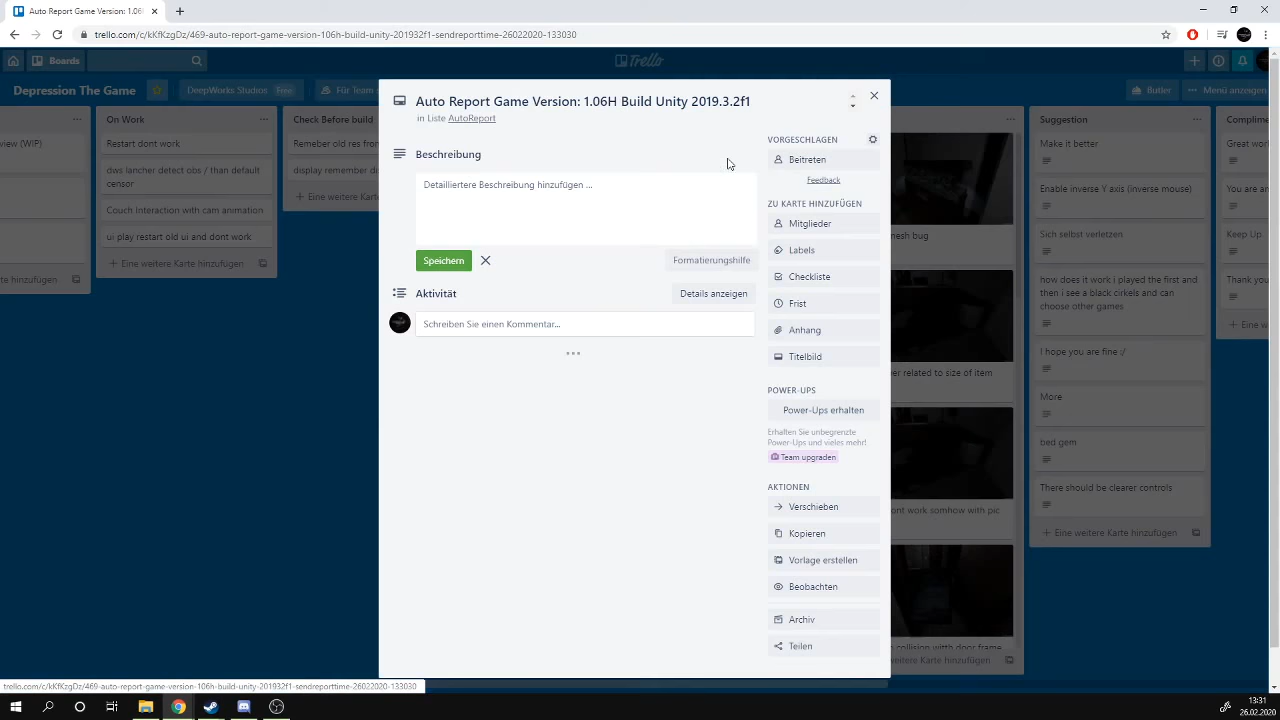 Auto Report Game Version: 1.06
trello.com/c/kKfKzgDz/469-auto-report-game-version-106h-build-unity-201932f1-sendreporttime-26022020-133030
Boards
Trello
Depression The Game
DeepWorks Studios Free
Für Team s
Butler
Menü anzeigen
view (WIP)
te hinzufügen
On Work
Restart dont work
dws lancher detect obs / than default
censor
Couch interaction with cam animation
ui play restart old ui and dont work
+ Eine weitere Karte hinzufügen
Check Before build
Remeber old res from
display remember dis
+ Eine weitere Karte
Auto Report Game Version: 1.06H Build Unity 2019.3.2f1
in Liste AutoReport
Beschreibung
Detailliertere Beschreibung hinzufügen ...
Speichern
Formatierungshilfe
Aktivität
Details anzeigen
Schreiben Sie einen Kommentar...
VORGESCHLAGEN
Beitreten
Feedback
ZU KARTE HINZUFÜGEN
Mitglieder
Labels
Checkliste
Frist
Anhang
Titelbild
POWER-UPS
Power-Ups erhalten
Erhalten Sie unbegrenzte
Power-Ups und vieles mehr!
Team upgraden
AKTIONEN
Verschieben
Kopieren
Vorlage erstellen
Beobachten
Archiv
Teilen
nesh bug
er related to size of item
ont work somhow with pic
collision witth door frame
weitere Karte hinzufügen
Suggestion
Make it better
Enable inverse Y axis (inverse mouse)
Sich selbst verletzen
how does it work i played the first and
then i see a black cirkels and can
choose other games
I hope you are fine :/
More
bed gem
There should be clearer controls
+ Eine weitere Karte hinzufügen
Complime
Great wor
You are an
Keep Up
Thank you
+ Eine w
trello.com/c/kKfKzgDz/469-auto-report-game-version-106h-build-unity-201932f1-sendreporttime-26022020-133030
13:31
26.02.2020